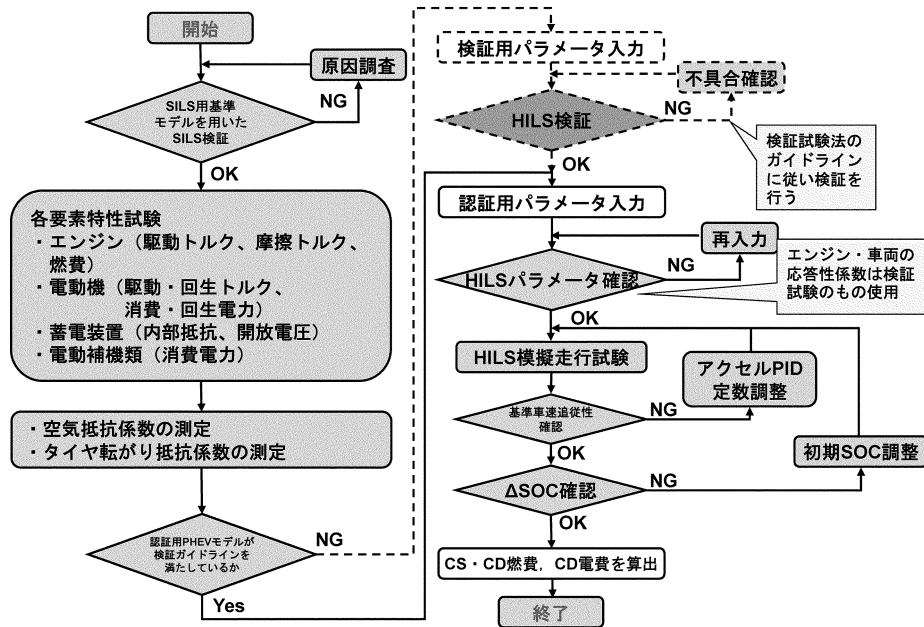 開始
原因調査
NG
SILS用基準
モデルを用いた
SILS検証
OK
各要素特性試験
・エンジン（駆動トルク、摩擦トルク、
燃費）
・電動機（駆動・回生トルク、
消費・回生電力）
・蓄電装置（内部抵抗、開放電圧）
・電動補機類（消費電力）
・空気抵抗係数の測定
・タイヤ転がり抵抗係数の測定
認証用PHEVモデルが
検証ガイドラインを
満たしているか
NG
Yes
検証用パラメータ入力
不具合確認
HILS検証
NG
検証試験法の
ガイドライン
に従い検証を
行う
OK
認証用パラメータ入力
再入力
HILSパラメータ確認
NG
エンジン・車両の
応答性係数は検証
試験のもの使用
OK
HILS模擬走行試験
アクセルPID
定数調整
基準車速追従性
確認
NG
OK
初期SOC調整
ΔSOC確認
NG
OK
CS・CD燃費，CD電費を算出
終了